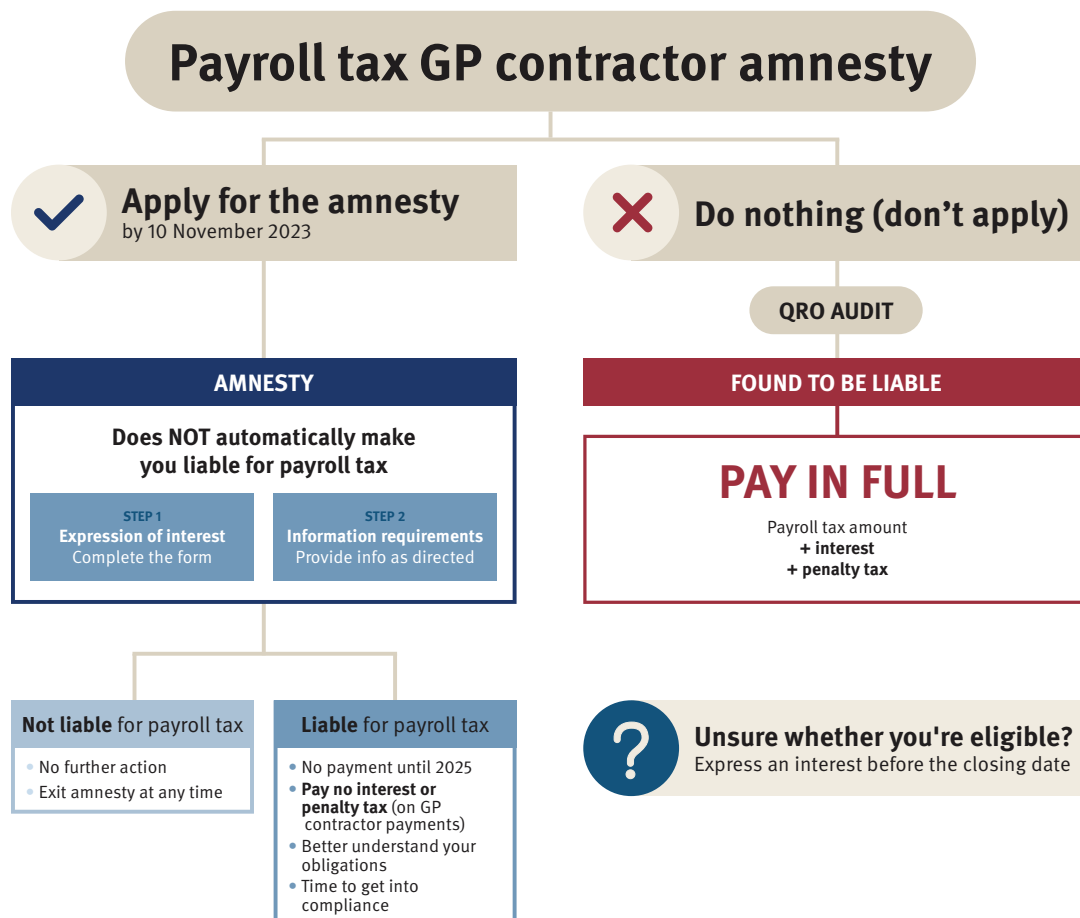 Payroll tax GP contractor amnesty
Apply for the amnesty
by 10 November 2023
AMNESTY
Does NOT automatically make
you liable for payroll tax
STEP 1
Expression of interest
Complete the form
STEP 2
Information requirements
Provide info as directed
Not liable for payroll tax
• No further action
• Exit amnesty at any time
Liable for payroll tax
• No payment until 2025
• Pay no interest or
penalty tax (on GP
contractor payments)
• Better understand your
obligations
• Time to get into
compliance
Do nothing (don't apply)
QRO AUDIT
FOUND TO BE LIABLE
PAY IN FULL
Payroll tax amount
+ interest
+ penalty tax
?
Unsure whether you're eligible?
Express an interest before the closing date